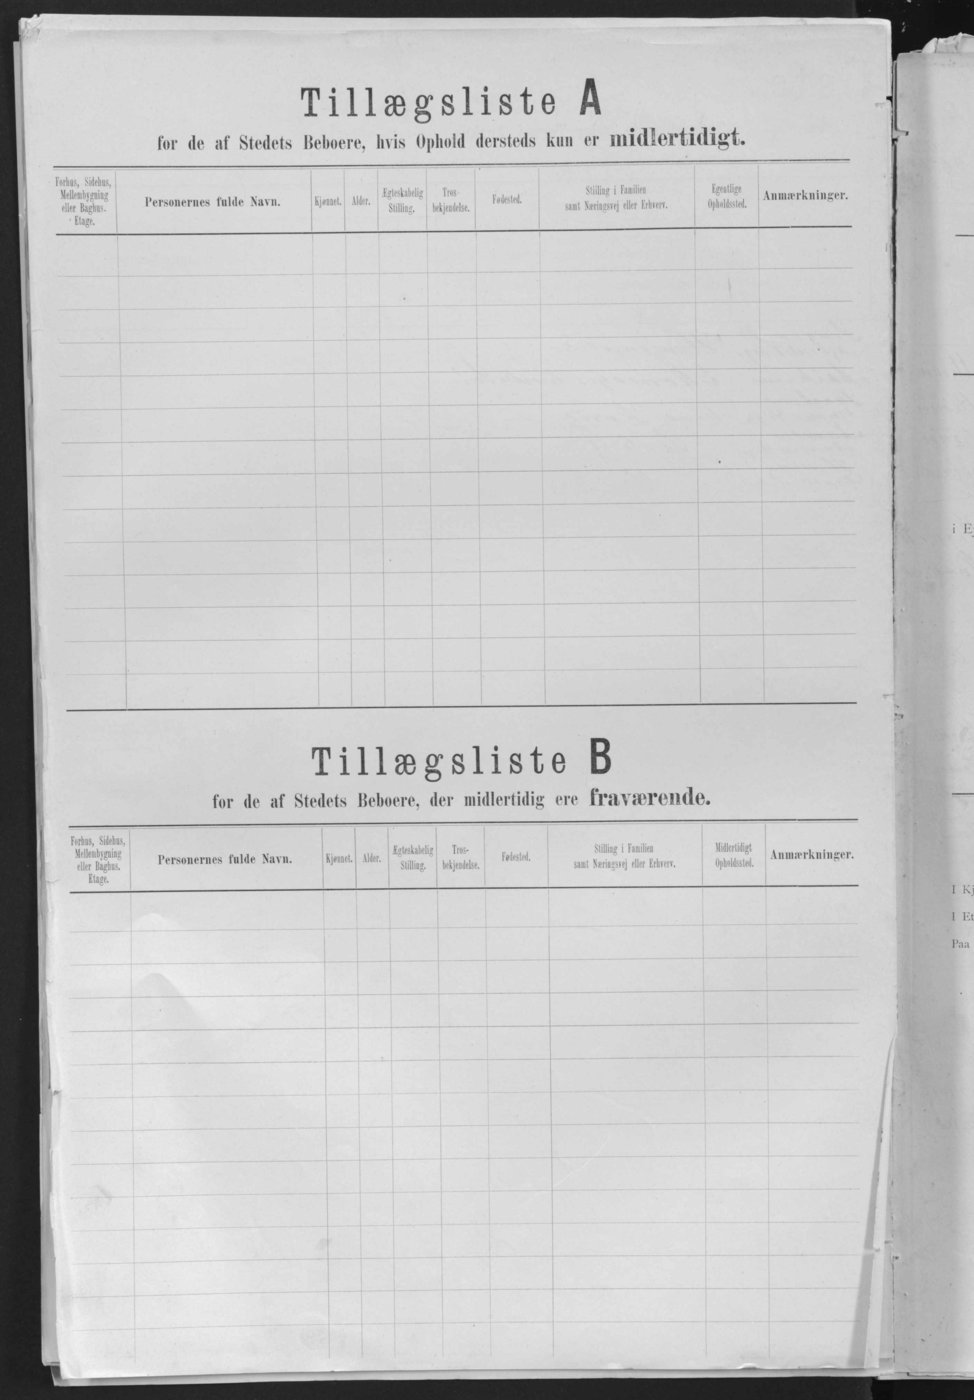 Tillægsliste A
for de af Stedets Beboere, hvis Ophold dersteds kun er midlertidigt.
Forhus, Sidehus,
Mellembygning
eller Baghus.
Etage.
Personernes fulde Navn.
Kjønnet.
Alder.
Ægteskabelig
Stilling.
Tros-
bekjendelse.
Fødested.
Stilling i Familien
samt Næringsvej eller Erhverv.
Egentlige
Opholdssted.
Anmærkninger.
Tillægsliste B
for de af Stedets Beboere, der midlertidig ere fraværende.
Forhus, Sidehus,
Mellembygning
eller Baghus.
Etage.
Personernes fulde Navn.
Kjønnet.
Alder.
Ægteskabelig
Stilling.
Tros-
bekjendelse.
Fødested.
Stilling i Familien
samt Næringsvej eller Erhverv.
Midlertidigt
Opholdssted.
Anmærkninger.
i E
I Kj
I Et
Paa